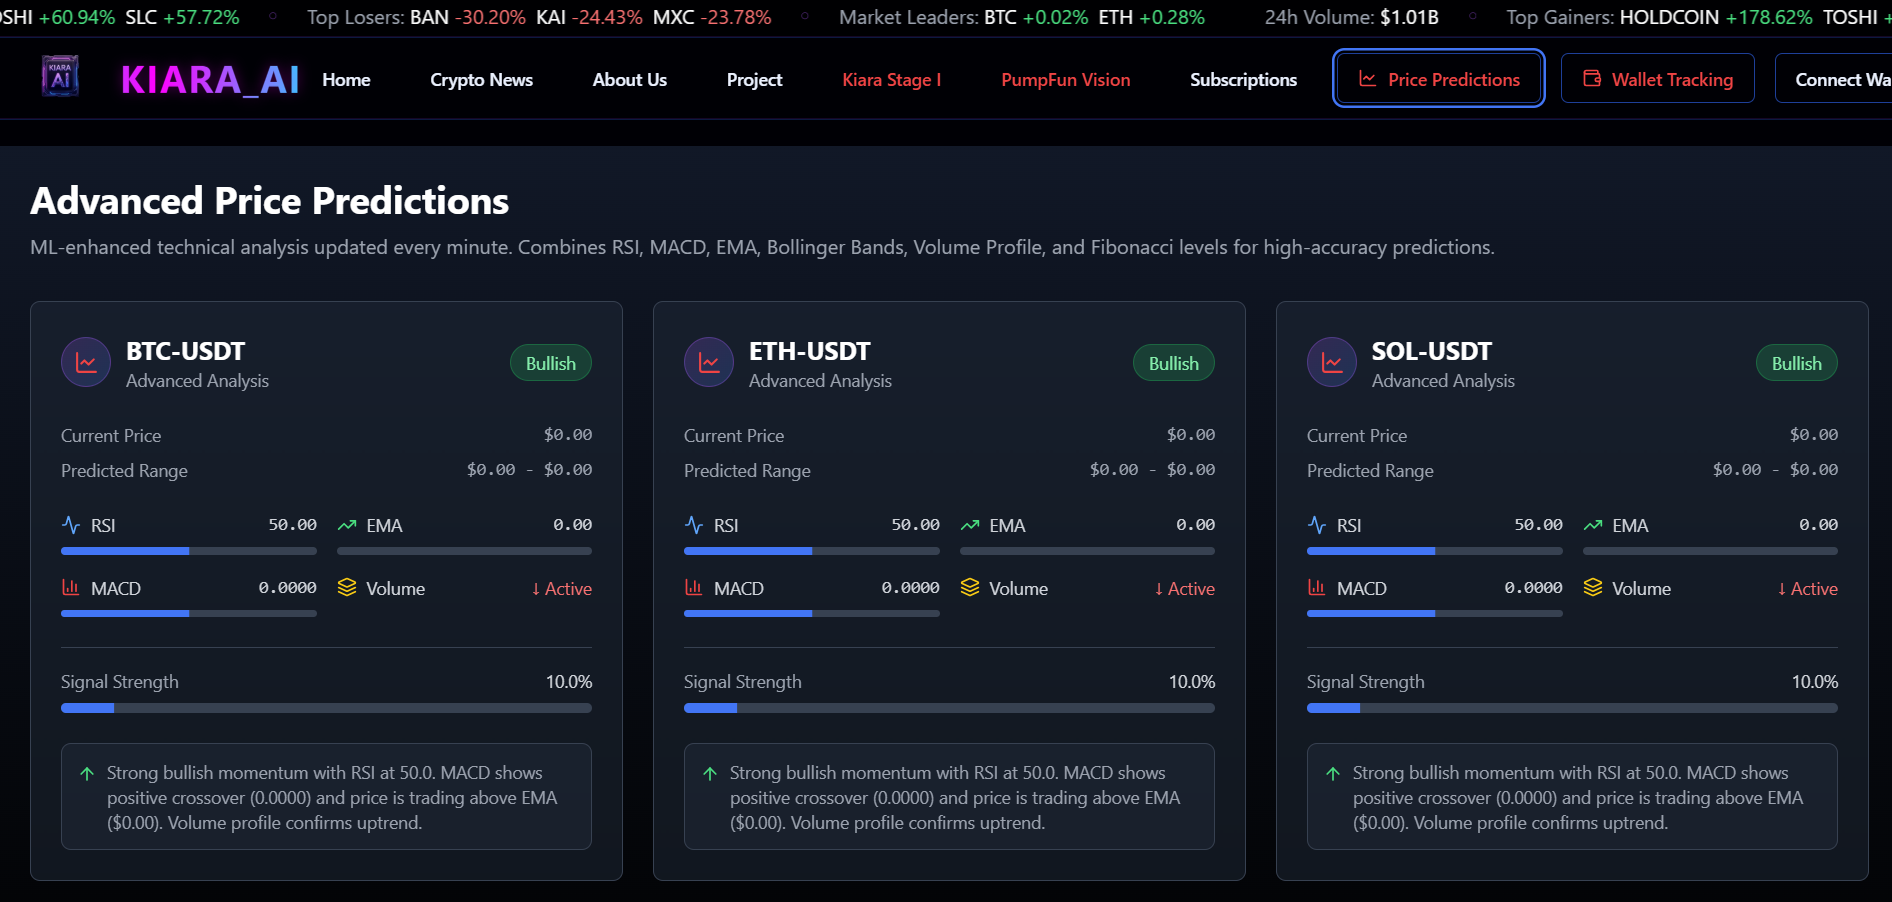 OSHI +60.94% SLC +57.72% Top Losers: BAN -30.20% KAI -24.43% MXC -23.78% Market Leaders: BTC +0.02% ETH +0.28% 24h Volume: $1.01B Top Gainers: HOLDCOIN +178.62% TOSHI +
KIARA AI KIARA_AI Home Crypto News About Us Project Kiara Stage I PumpFun Vision Subscriptions Price Predictions Wallet Tracking Connect Wa
Advanced Price Predictions
ML-enhanced technical analysis updated every minute. Combines RSI, MACD, EMA, Bollinger Bands, Volume Profile, and Fibonacci levels for high-accuracy predictions.
BTC-USDT
Advanced Analysis
Bullish
Current Price $0.00
Predicted Range $0.00 - $0.00
RSI 50.00 EMA 0.00
MACD 0.0000 Volume ↓ Active
Signal Strength 10.0%
↑ Strong bullish momentum with RSI at 50.0. MACD shows
positive crossover (0.0000) and price is trading above EMA
($0.00). Volume profile confirms uptrend.
ETH-USDT
Advanced Analysis
Bullish
Current Price $0.00
Predicted Range $0.00 - $0.00
RSI 50.00 EMA 0.00
MACD 0.0000 Volume ↓ Active
Signal Strength 10.0%
↑ Strong bullish momentum with RSI at 50.0. MACD shows
positive crossover (0.0000) and price is trading above EMA
($0.00). Volume profile confirms uptrend.
SOL-USDT
Advanced Analysis
Bullish
Current Price $0.00
Predicted Range $0.00 - $0.00
RSI 50.00 EMA 0.00
MACD 0.0000 Volume ↓ Active
Signal Strength 10.0%
↑ Strong bullish momentum with RSI at 50.0. MACD shows
positive crossover (0.0000) and price is trading above EMA
($0.00). Volume profile confirms uptrend.